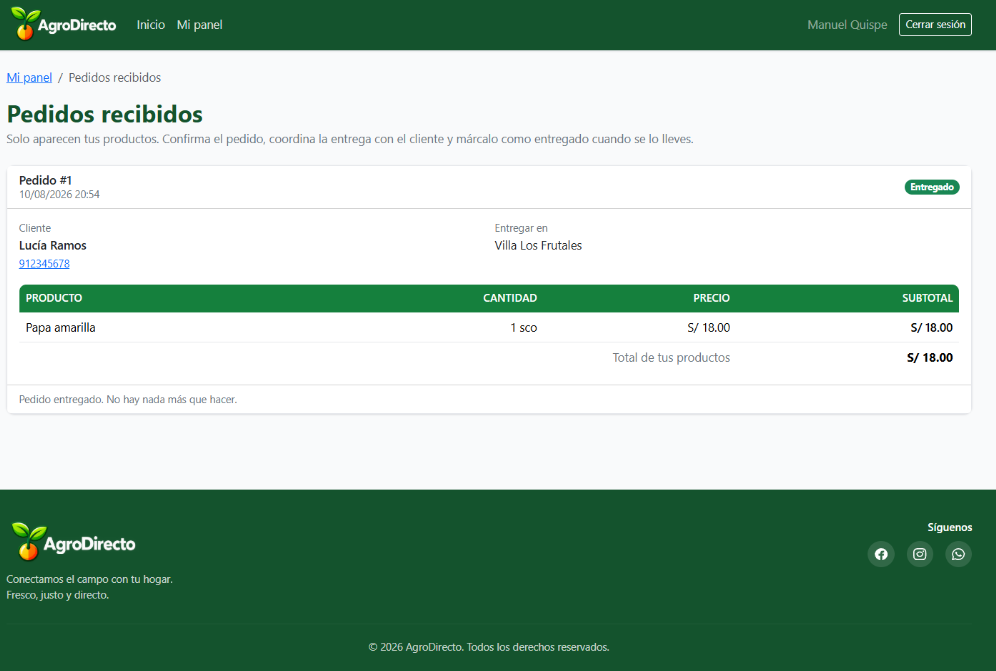 AgroDirecto Inicio Mi panel Manuel Quispe Cerrar sesión
Mi panel / Pedidos recibidos
Pedidos recibidos
Solo aparecen tus productos. Confirma el pedido, coordina la entrega con el cliente y márcalo como entregado cuando se lo lleves.
Pedido #1
10/08/2026 20:54
Entregado
Cliente
Lucía Ramos
912345678
Entregar en
Villa Los Frutales
PRODUCTO CANTIDAD PRECIO SUBTOTAL
Papa amarilla 1 sco S/ 18.00 S/ 18.00
Total de tus productos S/ 18.00
Pedido entregado. No hay nada más que hacer.
AgroDirecto
Conectamos el campo con tu hogar.
Fresco, justo y directo.
Síguenos
© 2026 AgroDirecto. Todos los derechos reservados.